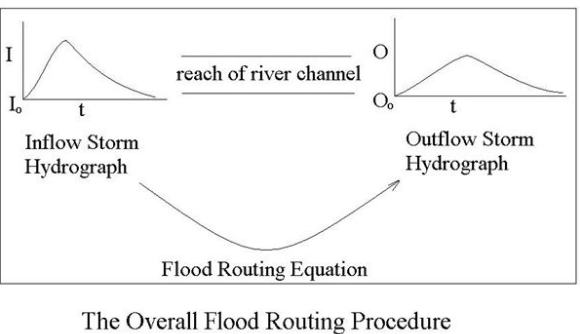 I
Iₒ
t
Inflow Storm
Hydrograph
reach of river channel
O
Oₒ
t
Outflow Storm
Hydrograph
Flood Routing Equation
The Overall Flood Routing Procedure